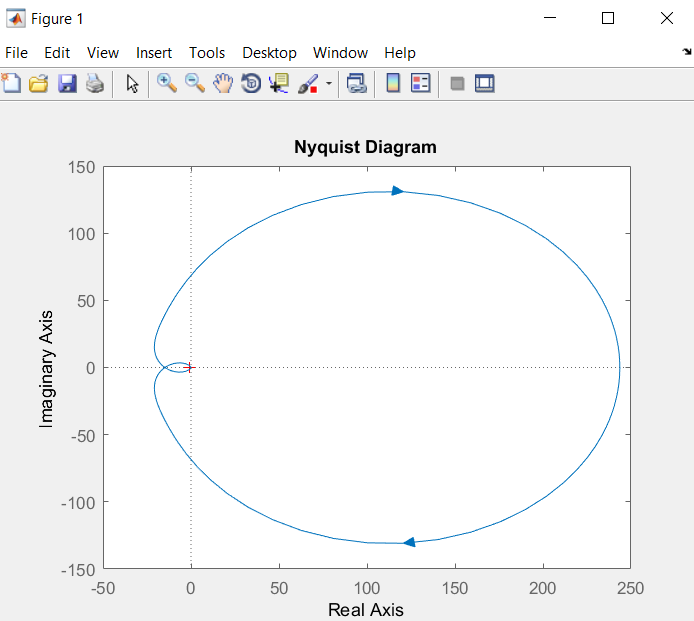 Figure 1
File Edit View Insert Tools Desktop Window Help
Nyquist Diagram
150
100
50
0
-50
-100
-150
Imaginary Axis
-50 0 50 100 150 200 250
Real Axis